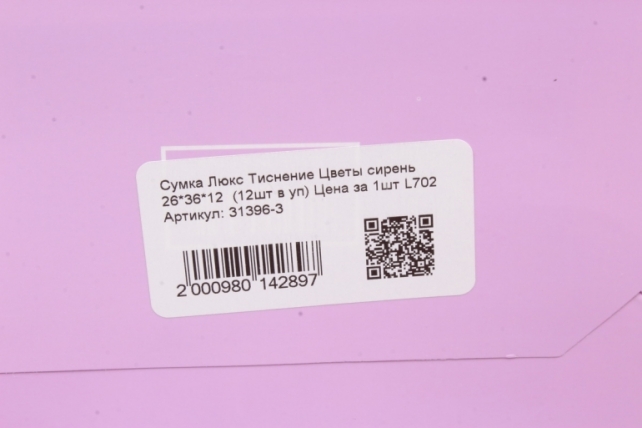 Сумка Люкс Тиснение Цветы сирень
26*36*12 (12шт в уп) Цена за 1шт L702
Артикул: 31396-3
2 000980 142897